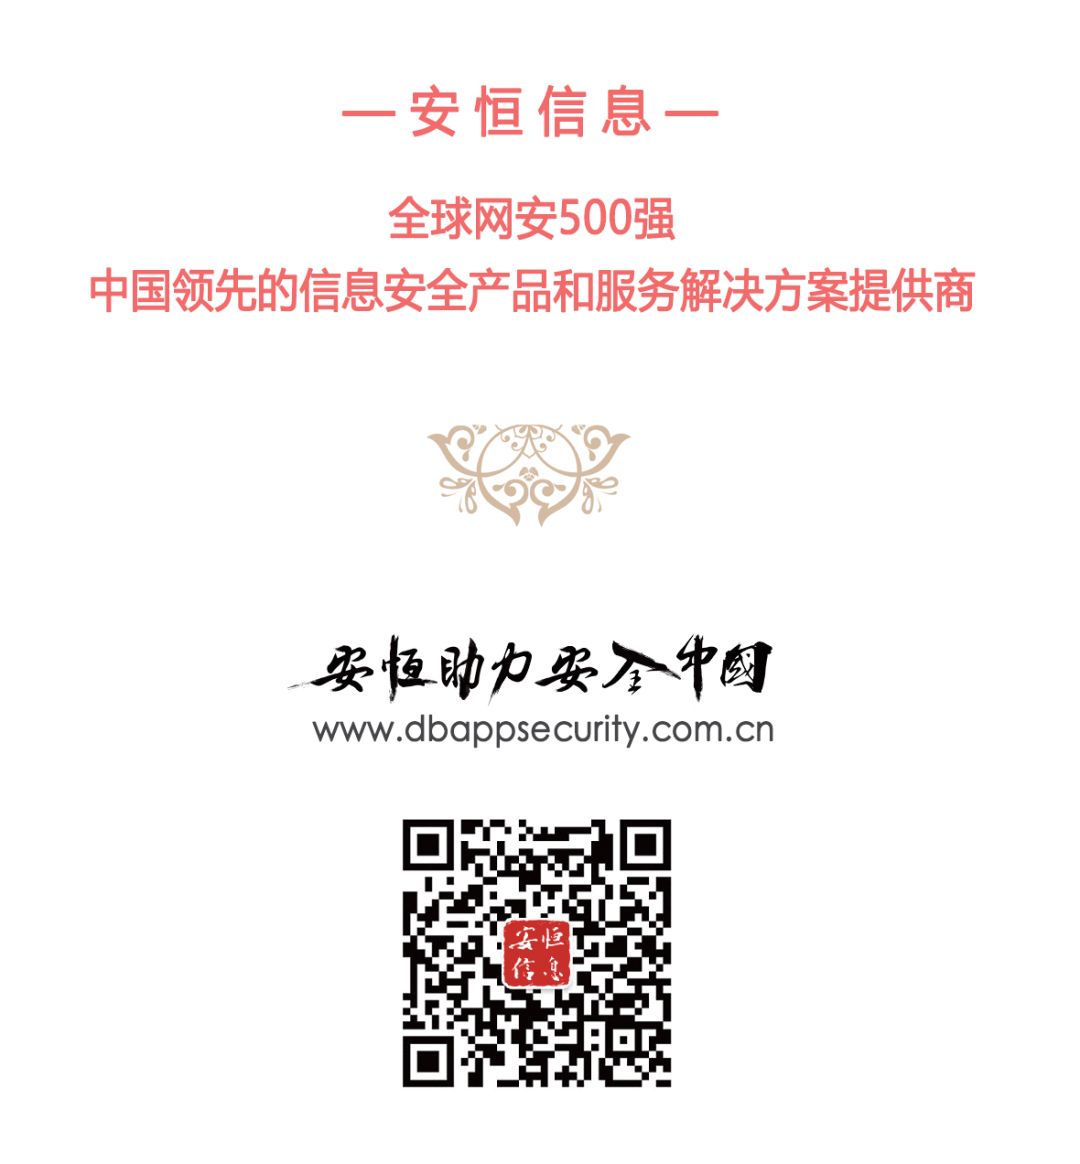 — 安恒信息 —
全球网安500强
中国领先的信息安全产品和服务解决方案提供商
安恒助力安全中國
www.dbappsecurity.com.cn
安恒
信息